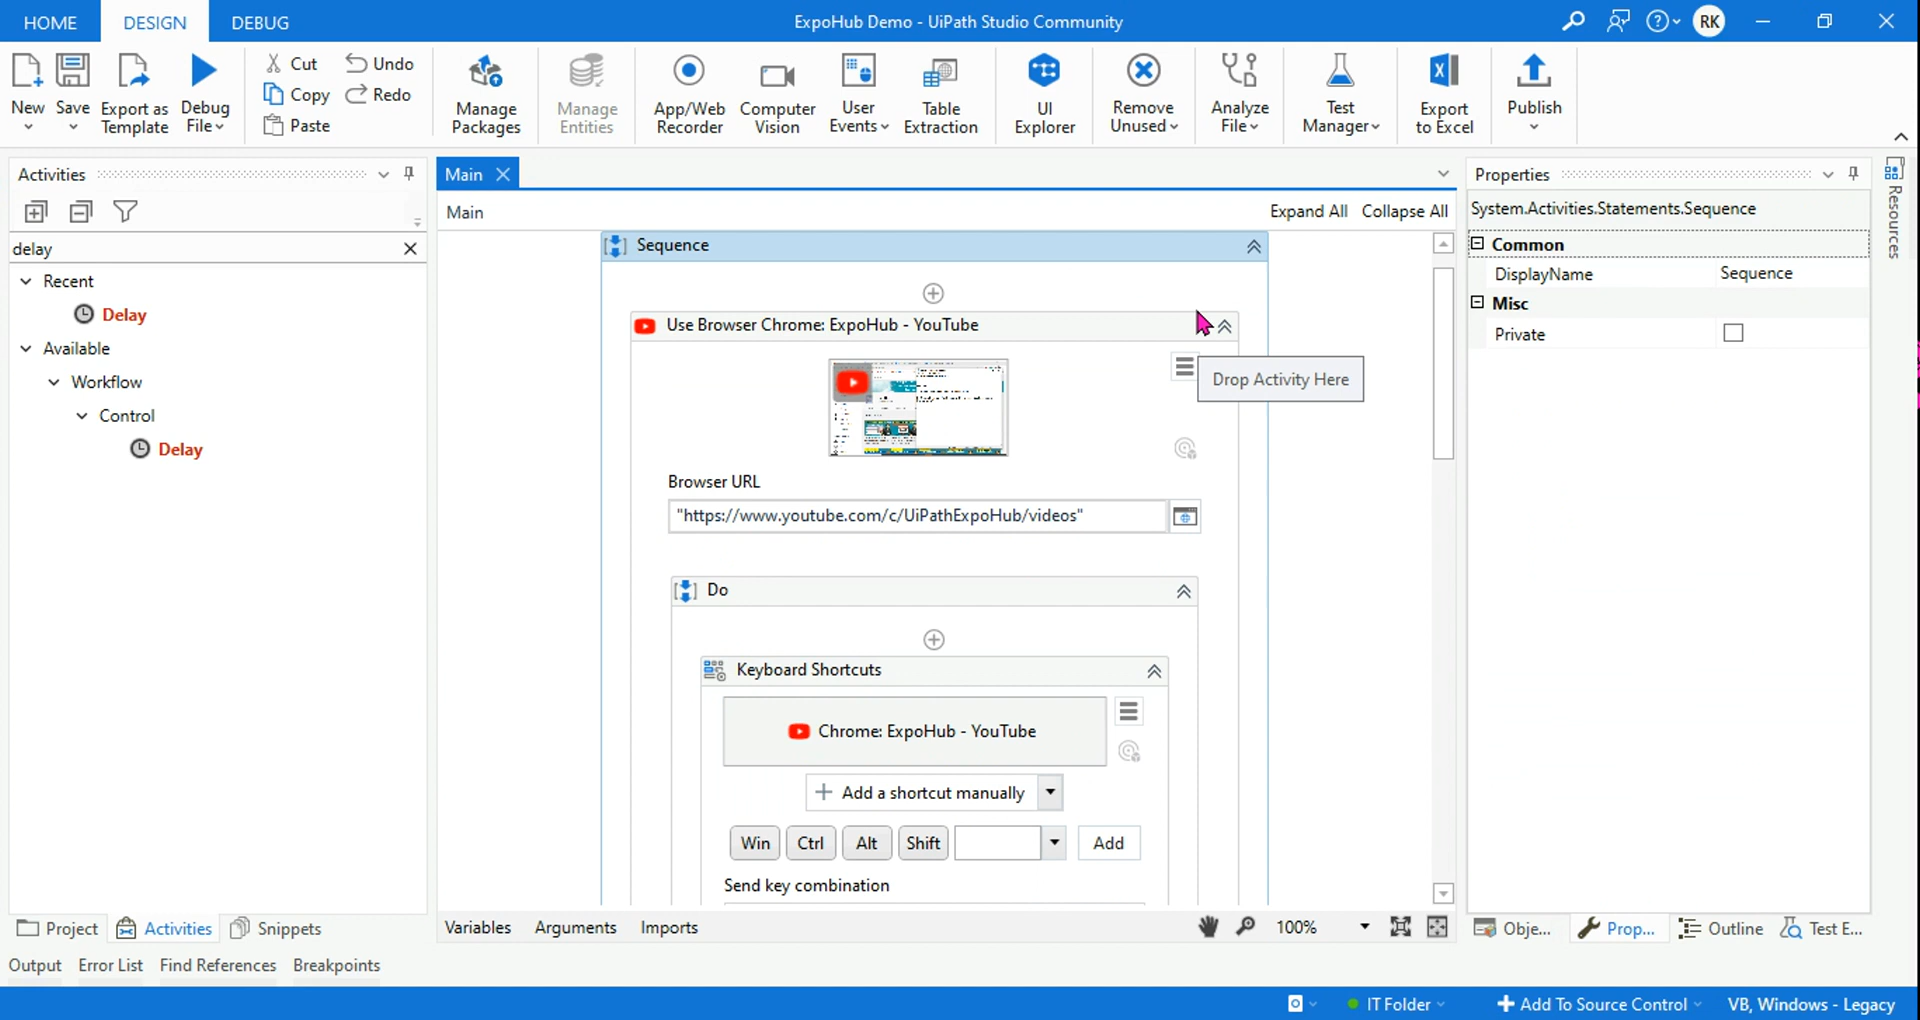 HOME DESIGN DEBUG ExpoHub Demo - UiPath Studio Community RK
New Save Export as Template Debug File Cut Copy Paste Undo Redo Manage Packages Manage Entities App/Web Recorder Computer Vision User Events Table Extraction UI Explorer Remove Unused Analyze File Test Manager Export to Excel Publish
Activities
delay
Recent
Delay
Available
Workflow
Control
Delay
Main
Main Expand All Collapse All
Sequence
Use Browser Chrome: ExpoHub - YouTube
Drop Activity Here
Browser URL
"https://www.youtube.com/c/UiPathExpoHub/videos"
Do
Keyboard Shortcuts
Chrome: ExpoHub - YouTube
Add a shortcut manually
Win Ctrl Alt Shift Add
Send key combination
Properties
System.Activities.Statements.Sequence
Common
DisplayName Sequence
Misc
Private
Resources
Project Activities Snippets
Variables Arguments Imports 100%
Obje... Prop... Outline Test E...
Output Error List Find References Breakpoints
IT Folder Add To Source Control VB, Windows - Legacy